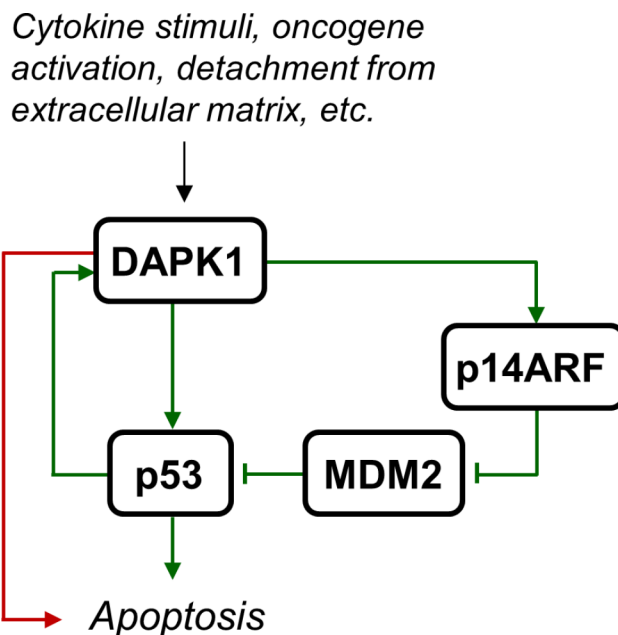 Cytokine stimuli, oncogene
activation, detachment from
extracellular matrix, etc.
DAPK1
p14ARF
p53
MDM2
Apoptosis